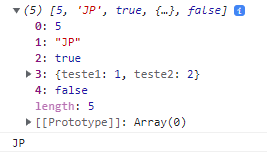 (5) [5, 'JP', true, {…}, false] i
0: 5
1: "JP"
2: true
3: {teste1: 1, teste2: 2}
4: false
length: 5
[[Prototype]]: Array(0)
JP